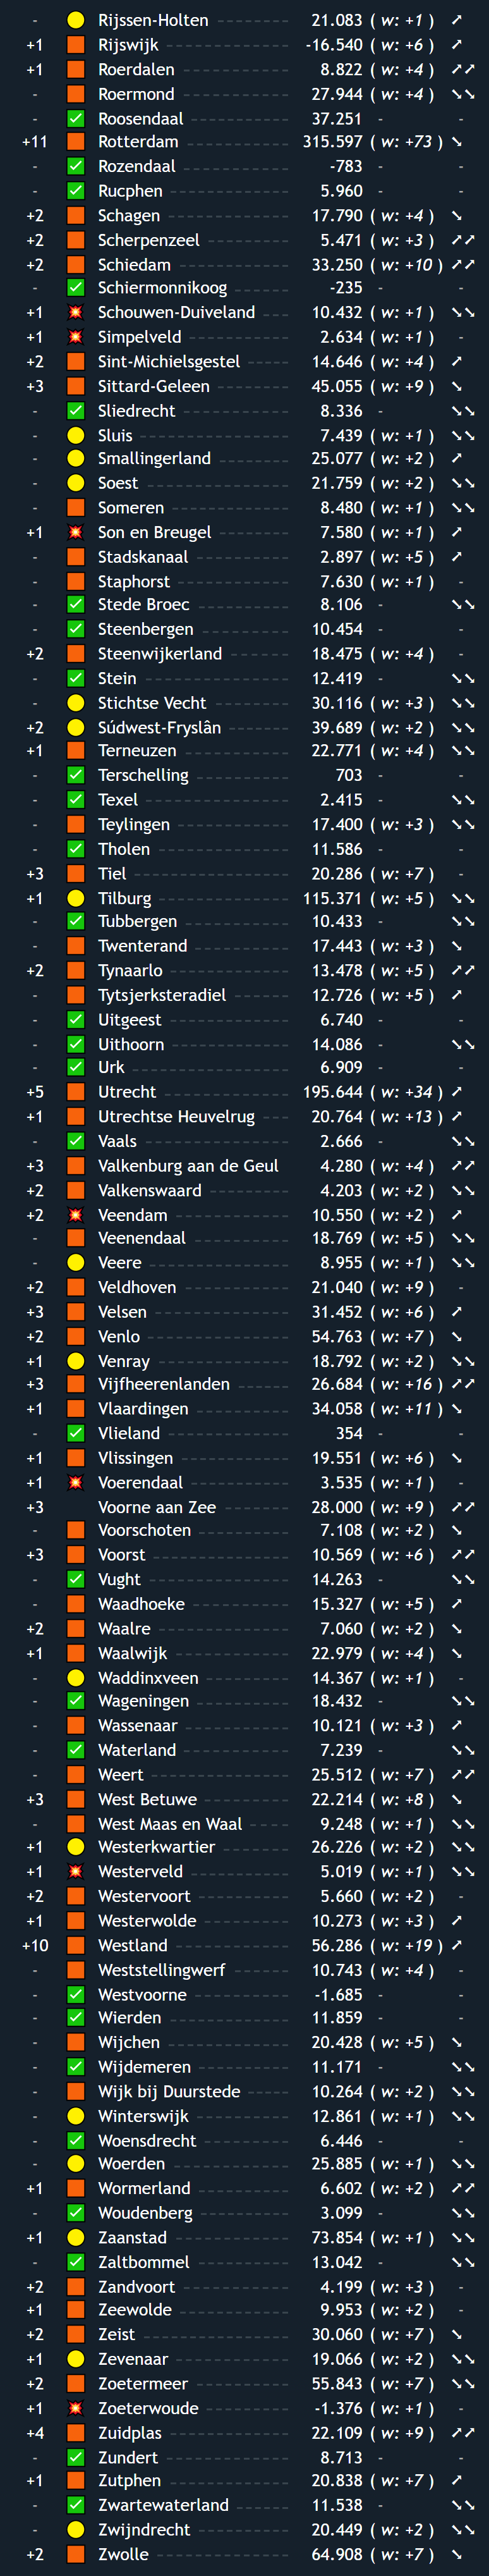 - Rijssen-Holten 21.083 ( w: +1 ) ➚
+1 Rijswijk -16.540 ( w: +6 ) ➚
+1 Roerdalen 8.822 ( w: +4 ) ➚➚
- Roermond 27.944 ( w: +4 ) ➘➘
- Roosendaal 37.251 - -
+11 Rotterdam 315.597 ( w: +73 ) ➘
- Rozendaal -783 - -
- Rucphen 5.960 - -
+2 Schagen 17.790 ( w: +4 ) ➘
+2 Scherpenzeel 5.471 ( w: +3 ) ➚➚
+2 Schiedam 33.250 ( w: +10 ) ➚➚
- Schiermonnikoog -235 - -
+1 Schouwen-Duiveland 10.432 ( w: +1 ) ➘➘
+1 Simpelveld 2.634 ( w: +1 ) -
+2 Sint-Michielsgestel 14.646 ( w: +4 ) ➚
+3 Sittard-Geleen 45.055 ( w: +9 ) ➘
- Sliedrecht 8.336 - ➘➘
- Sluis 7.439 ( w: +1 ) ➘➘
- Smallingerland 25.077 ( w: +2 ) ➚
- Soest 21.759 ( w: +2 ) ➘➘
- Someren 8.480 ( w: +1 ) ➘➘
+1 Son en Breugel 7.580 ( w: +1 ) ➚
- Stadskanaal 2.897 ( w: +5 ) ➚
- Staphorst 7.630 ( w: +1 ) -
- Stede Broec 8.106 - ➘➘
- Steenbergen 10.454 - -
+2 Steenwijkerland 18.475 ( w: +4 ) -
- Stein 12.419 - ➘➘
- Stichtse Vecht 30.116 ( w: +3 ) ➘➘
+2 Súdwest-Fryslân 39.689 ( w: +2 ) ➘➘
+1 Terneuzen 22.771 ( w: +4 ) ➘➘
- Terschelling 703 - -
- Texel 2.415 - ➘➘
- Teylingen 17.400 ( w: +3 ) ➘➘
- Tholen 11.586 - -
+3 Tiel 20.286 ( w: +7 ) -
+1 Tilburg 115.371 ( w: +5 ) ➘➘
- Tubbergen 10.433 - ➘➘
- Twenterand 17.443 ( w: +3 ) ➘
+2 Tynaarlo 13.478 ( w: +5 ) ➚➚
- Tytsjerksteradiel 12.726 ( w: +5 ) ➚
- Uitgeest 6.740 - -
- Uithoorn 14.086 - ➘➘
- Urk 6.909 - -
+5 Utrecht 195.644 ( w: +34 ) ➚
+1 Utrechtse Heuvelrug 20.764 ( w: +13 ) ➚
- Vaals 2.666 - ➘➘
+3 Valkenburg aan de Geul 4.280 ( w: +4 ) ➚➚
+2 Valkenswaard 4.203 ( w: +2 ) ➘➘
+2 Veendam 10.550 ( w: +2 ) ➚
- Veenendaal 18.769 ( w: +5 ) ➘➘
- Veere 8.955 ( w: +1 ) ➘➘
+2 Veldhoven 21.040 ( w: +9 ) -
+3 Velsen 31.452 ( w: +6 ) ➚
+2 Venlo 54.763 ( w: +7 ) ➘
+1 Venray 18.792 ( w: +2 ) ➘➘
+3 Vijfheerenlanden 26.684 ( w: +16 ) ➚➚
+1 Vlaardingen 34.058 ( w: +11 ) ➘
- Vlieland 354 - -
+1 Vlissingen 19.551 ( w: +6 ) ➘
+1 Voerendaal 3.535 ( w: +1 ) -
+3 Voorne aan Zee 28.000 ( w: +9 ) ➚➚
- Voorschoten 7.108 ( w: +2 ) ➘
+3 Voorst 10.569 ( w: +6 ) ➚➚
- Vught 14.263 - ➘➘
- Waadhoeke 15.327 ( w: +5 ) ➚
+2 Waalre 7.060 ( w: +2 ) ➘
+1 Waalwijk 22.979 ( w: +4 ) ➘
- Waddinxveen 14.367 ( w: +1 ) -
- Wageningen 18.432 - ➘➘
- Wassenaar 10.121 ( w: +3 ) ➚
- Waterland 7.239 - ➘➘
- Weert 25.512 ( w: +7 ) ➚➚
+3 West Betuwe 22.214 ( w: +8 ) ➘
- West Maas en Waal 9.248 ( w: +1 ) ➘➘
+1 Westerkwartier 26.226 ( w: +2 ) ➘➘
+1 Westerveld 5.019 ( w: +1 ) ➘➘
+2 Westervoort 5.660 ( w: +2 ) -
+1 Westerwolde 10.273 ( w: +3 ) ➚
+10 Westland 56.286 ( w: +19 ) ➚
- Weststellingwerf 10.743 ( w: +4 ) -
- Westvoorne -1.685 - -
- Wierden 11.859 - -
- Wijchen 20.428 ( w: +5 ) ➘
- Wijdemeren 11.171 - ➘➘
- Wijk bij Duurstede 10.264 ( w: +2 ) ➘➘
- Winterswijk 12.861 ( w: +1 ) ➘➘
- Woensdrecht 6.446 - -
- Woerden 25.885 ( w: +1 ) ➘➘
+1 Wormerland 6.602 ( w: +2 ) ➚➚
- Woudenberg 3.099 - ➘➘
+1 Zaanstad 73.854 ( w: +1 ) ➘➘
- Zaltbommel 13.042 - ➘➘
+2 Zandvoort 4.199 ( w: +3 ) -
+1 Zeewolde 9.953 ( w: +2 ) -
+2 Zeist 30.060 ( w: +7 ) ➘
+1 Zevenaar 19.066 ( w: +2 ) ➘➘
+2 Zoetermeer 55.843 ( w: +7 ) ➘➘
+1 Zoeterwoude -1.376 ( w: +1 ) -
+4 Zuidplas 22.109 ( w: +9 ) ➚➚
- Zundert 8.713 - -
+1 Zutphen 20.838 ( w: +7 ) ➚
- Zwartewaterland 11.538 - ➘➘
- Zwijndrecht 20.449 ( w: +2 ) ➘➘
+2 Zwolle 64.908 ( w: +7 ) ➘